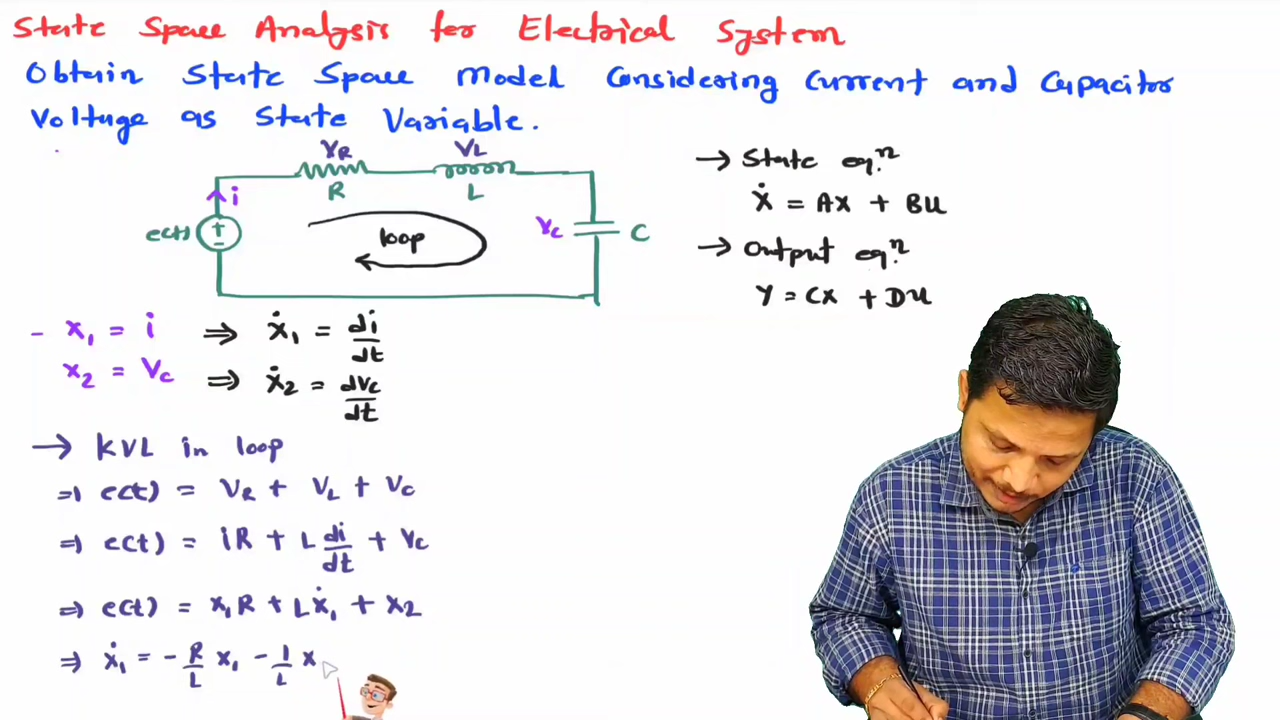 State Space Analysis for Electrical System
Obtain State Space Model Considering Current and Capacitor
Voltage as State Variable.
VR VL
R L
i
e(t) + −
loop
Vc C
→ State eq.n
Ẋ = AX + BU
→ Output eq.n
Y = CX + DU
- x1 = i ⇒ ẋ1 = di/dt
x2 = Vc ⇒ ẋ2 = dVc/dt
→ KVL in loop
⇒ e(t) = VR + VL + Vc
⇒ e(t) = iR + L di/dt + Vc
⇒ e(t) = x1R + Lẋ1 + x2
⇒ ẋ1 = - R/L x1 - 1/L x